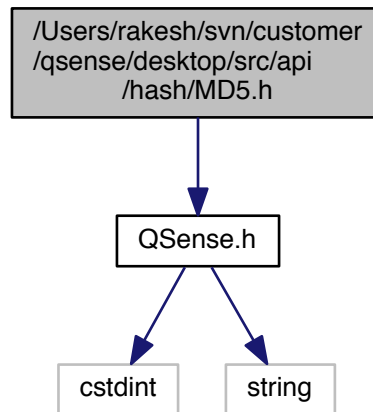 /Users/rakesh/svn/customer
/qsense/desktop/src/api
/hash/MD5.h
QSense.h
cstdint
string